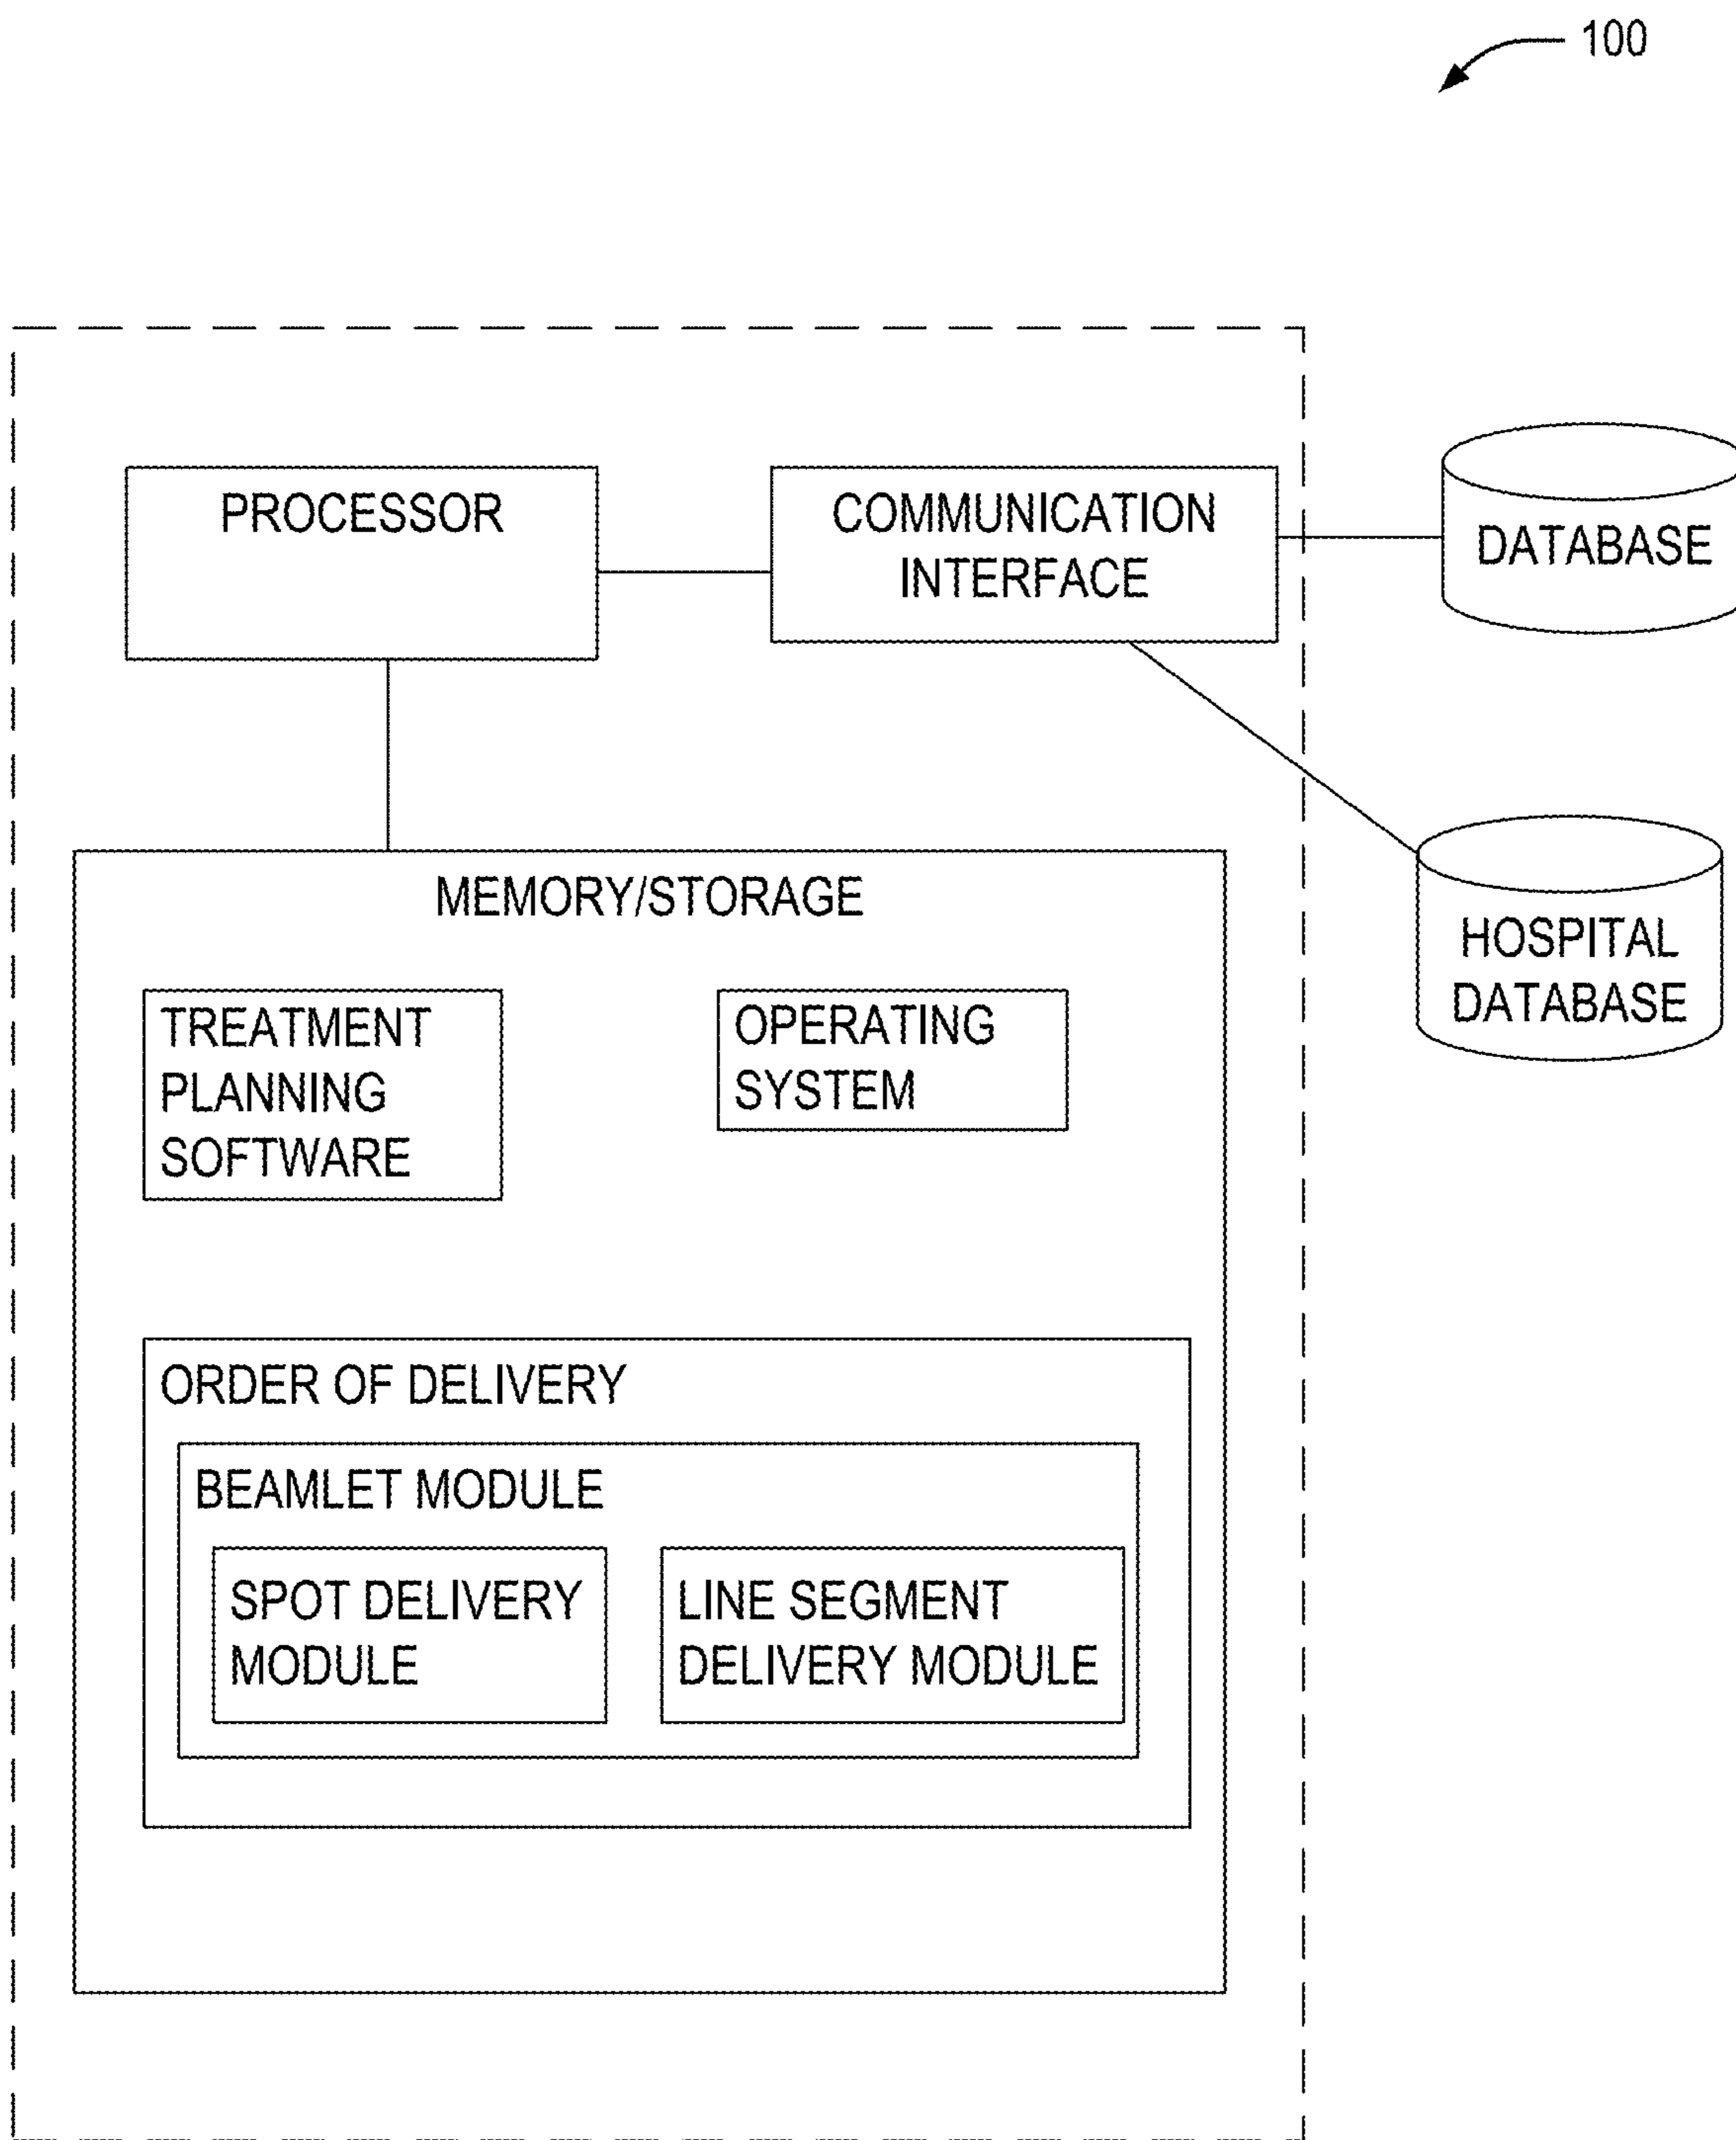 100
PROCESSOR
COMMUNICATION
INTERFACE
DATABASE
HOSPITAL
DATABASE
MEMORY/STORAGE
TREATMENT
PLANNING
SOFTWARE
OPERATING
SYSTEM
ORDER OF DELIVERY
BEAMLET MODULE
SPOT DELIVERY
MODULE
LINE SEGMENT
DELIVERY MODULE